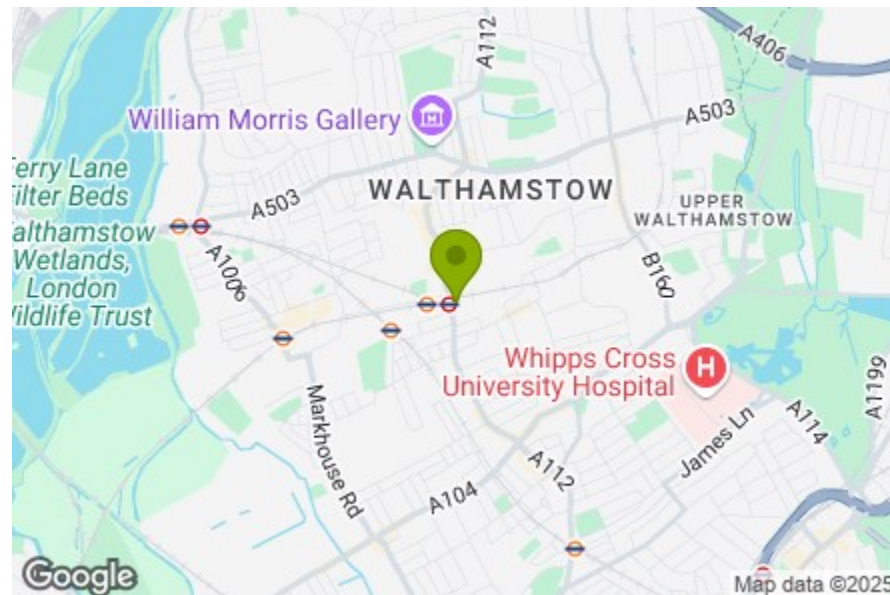 A112
A406
William Morris Gallery
A503
erry Lane
ilter Beds
WALTHAMSTOW
A503
UPPER
WALTHAMSTOW
althamstow
Wetlands,
London
Wildlife Trust
A1006
B160
Whipps Cross
University Hospital
H
A1199
Markhouse Rd
James Ln
A114
A112
A104
Google
Map data ©2025